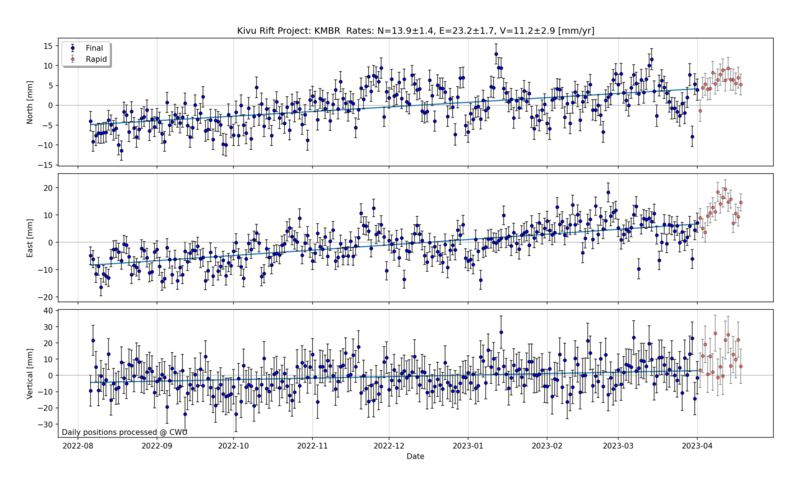 Kivu Rift Project: KMBR Rates: N=13.9±1.4, E=23.2±1.7, V=11.2±2.9 [mm/yr]
Final
Rapid
North [mm]
15
10
5
0
−5
−10
−15
East [mm]
20
10
0
−10
−20
Vertical [mm]
40
30
20
10
0
−10
−20
−30
Daily positions processed @ CWU
2022-08 2022-09 2022-10 2022-11 2022-12 2023-01 2023-02 2023-03 2023-04
Date